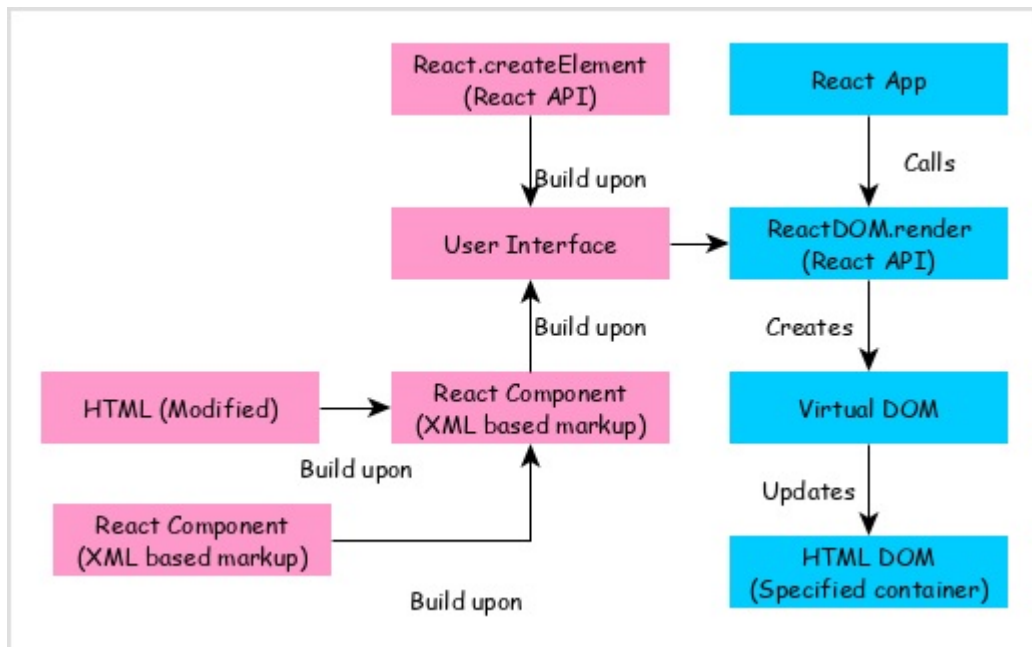 React.createElement
(React API)
React App
Build upon
Calls
User Interface
ReactDOM.render
(React API)
Build upon
Creates
HTML (Modified)
React Component
(XML based markup)
Virtual DOM
Build upon
Updates
React Component
(XML based markup)
HTML DOM
(Specified container)
Build upon